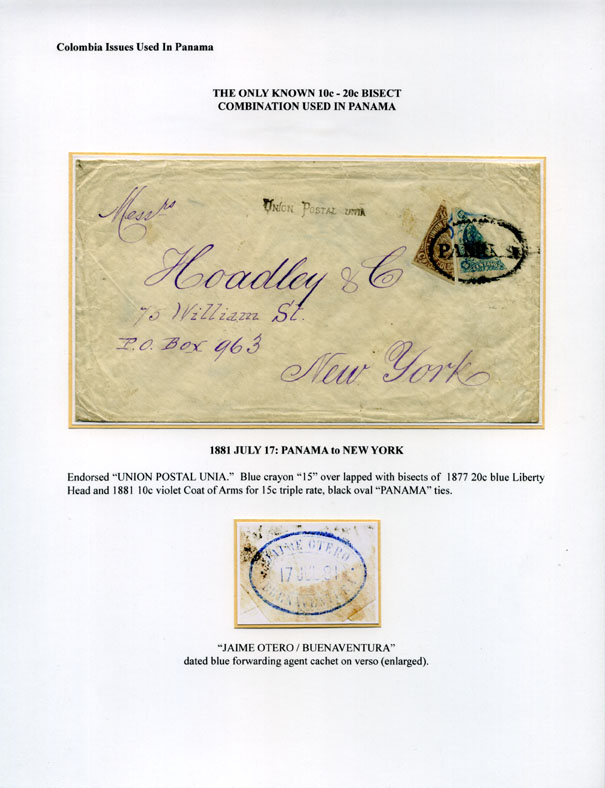 Colombia Issues Used In Panama
THE ONLY KNOWN 10c - 20c BISECT
COMBINATION USED IN PANAMA
UNION POSTAL UNIA
Messrs
PANAMA
Hoadley & C
75 William St.
P.O. Box 963
New York
1881 JULY 17: PANAMA to NEW YORK
Endorsed “UNION POSTAL UNIA.” Blue crayon “15” over lapped with bisects of 1877 20c blue Liberty
Head and 1881 10c violet Coat of Arms for 15c triple rate, black oval “PANAMA” ties.
JAIME OTERO
17 JUL 81
BUENAVENTURA
“JAIME OTERO / BUENAVENTURA”
dated blue forwarding agent cachet on verso (enlarged).